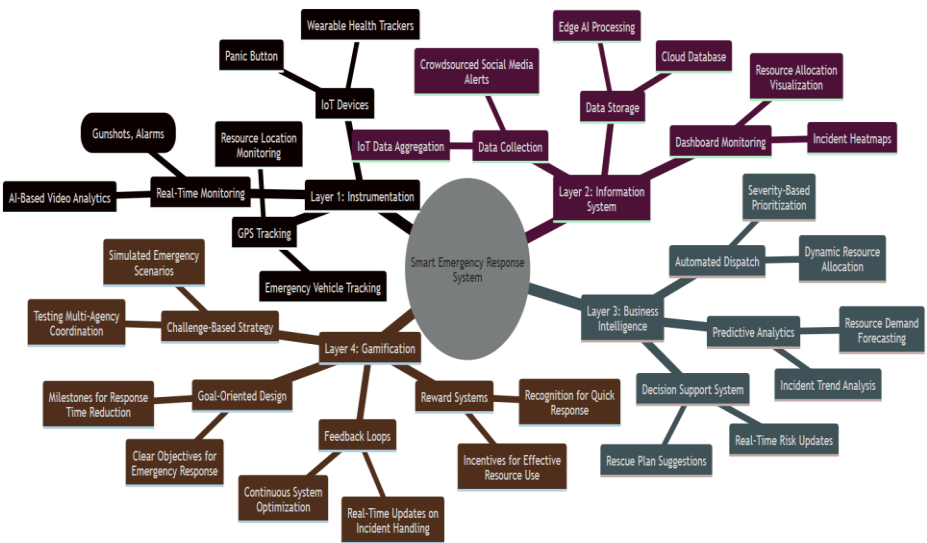 Wearable Health Trackers
Panic Button
IoT Devices
Gunshots, Alarms
Resource Location
Monitoring
AI-Based Video Analytics
Real-Time Monitoring
Layer 1: Instrumentation
GPS Tracking
Emergency Vehicle Tracking
Edge AI Processing
Crowdsourced Social Media
Alerts
Cloud Database
Data Storage
Resource Allocation
Visualization
IoT Data Aggregation
Data Collection
Dashboard Monitoring
Incident Heatmaps
Layer 2: Information
System
Smart Emergency Response
System
Severity-Based
Prioritization
Automated Dispatch
Dynamic Resource
Allocation
Layer 3: Business
Intelligence
Predictive Analytics
Resource Demand
Forecasting
Incident Trend Analysis
Decision Support System
Rescue Plan Suggestions
Real-Time Risk Updates
Simulated Emergency
Scenarios
Testing Multi-Agency
Coordination
Challenge-Based Strategy
Layer 4: Gamification
Milestones for Response
Time Reduction
Goal-Oriented Design
Clear Objectives for
Emergency Response
Feedback Loops
Continuous System
Optimization
Real-Time Updates on
Incident Handling
Reward Systems
Recognition for Quick
Response
Incentives for Effective
Resource Use